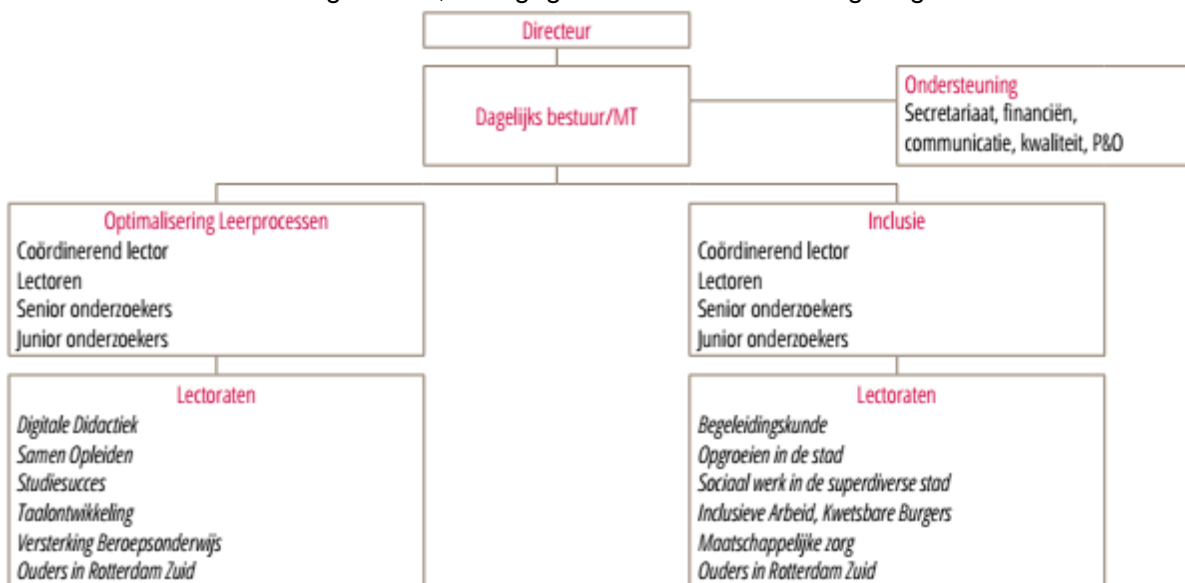 Directeur
Dagelijks bestuur/MT
Ondersteuning
Secretariaat, financiën,
communicatie, kwaliteit, P&O
Optimalisering Leerprocessen
Coördinerend lector
Lectoren
Senior onderzoekers
Junior onderzoekers
Inclusie
Coördinerend lector
Lectoren
Senior onderzoekers
Junior onderzoekers
Lectoraten
Digitale Didactiek
Samen Opleiden
Studiesucces
Taalontwikkeling
Versterking Beroepsonderwijs
Ouders in Rotterdam Zuid
Lectoraten
Begeleidingskunde
Opgroeien in de stad
Sociaal werk in de superdiverse stad
Inclusieve Arbeid, Kwetsbare Burgers
Maatschappelijke zorg
Ouders in Rotterdam Zuid